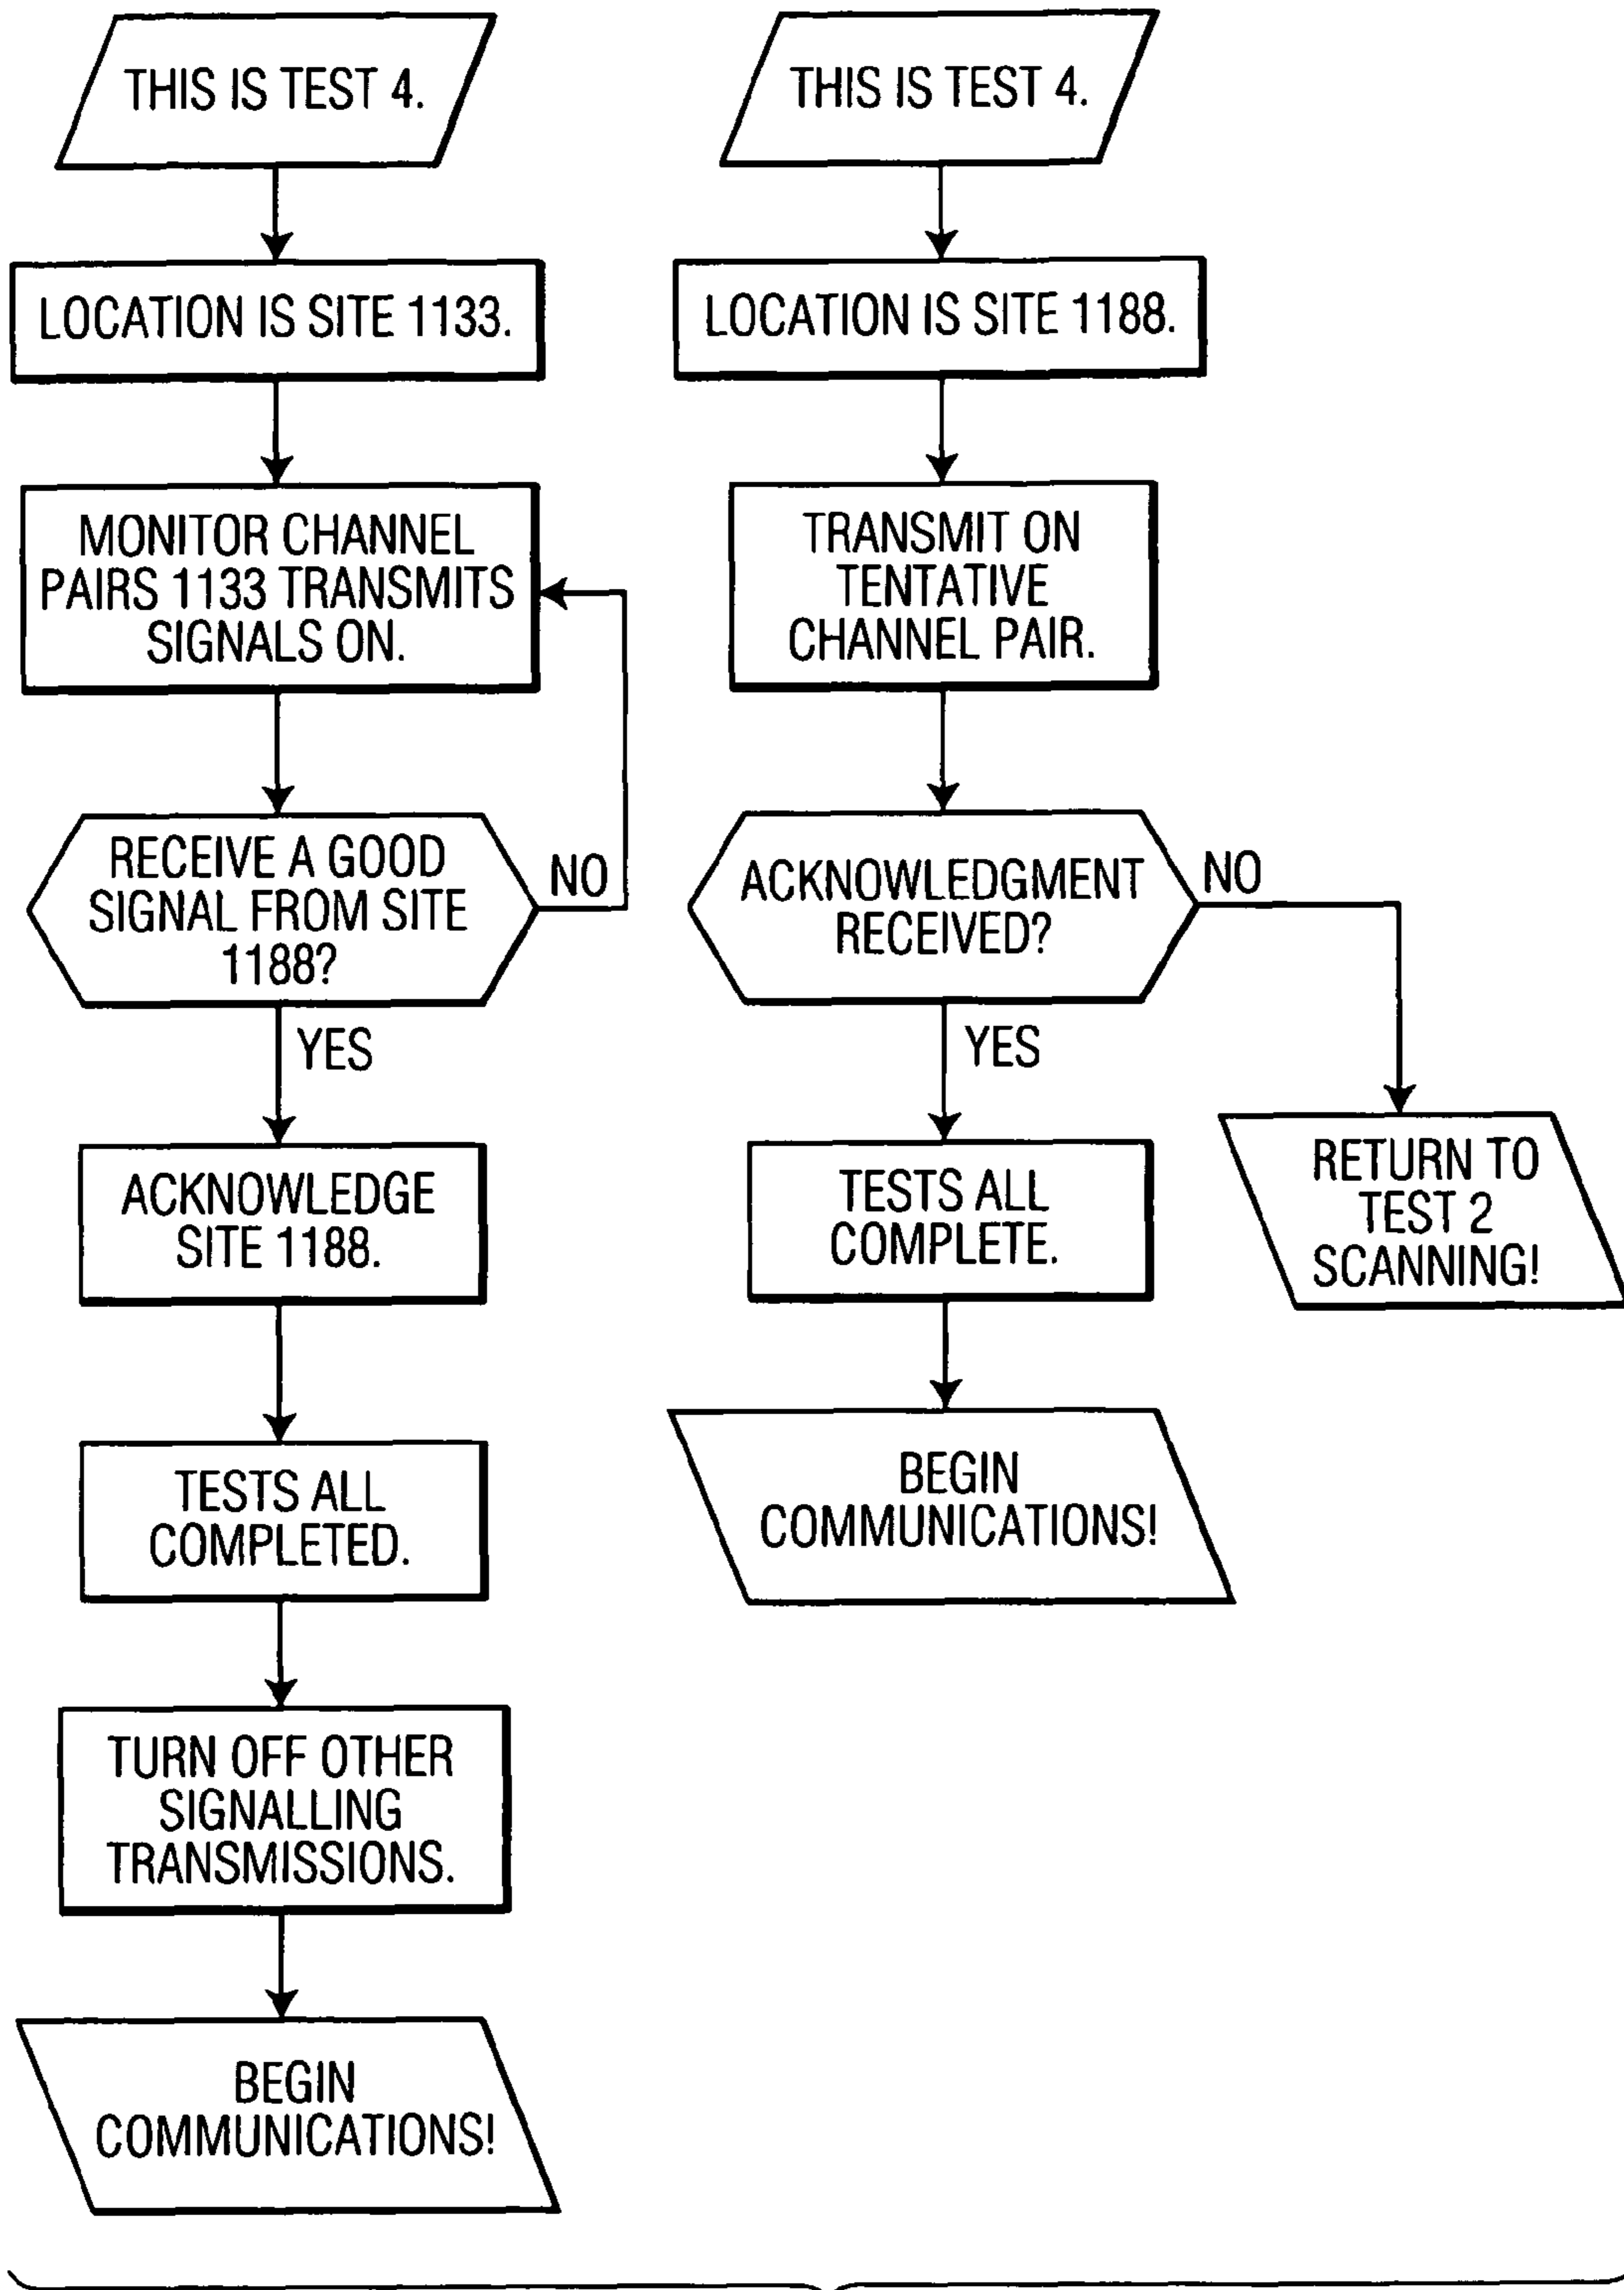 THIS IS TEST 4.
LOCATION IS SITE 1133.
MONITOR CHANNEL
PAIRS 1133 TRANSMITS
SIGNALS ON.
RECEIVE A GOOD
SIGNAL FROM SITE
1188?
NO
YES
ACKNOWLEDGE
SITE 1188.
TESTS ALL
COMPLETED.
TURN OFF OTHER
SIGNALLING
TRANSMISSIONS.
BEGIN
COMMUNICATIONS!
THIS IS TEST 4.
LOCATION IS SITE 1188.
TRANSMIT ON
TENTATIVE
CHANNEL PAIR.
ACKNOWLEDGMENT
RECEIVED?
NO
YES
TESTS ALL
COMPLETE.
BEGIN
COMMUNICATIONS!
RETURN TO
TEST 2
SCANNING!